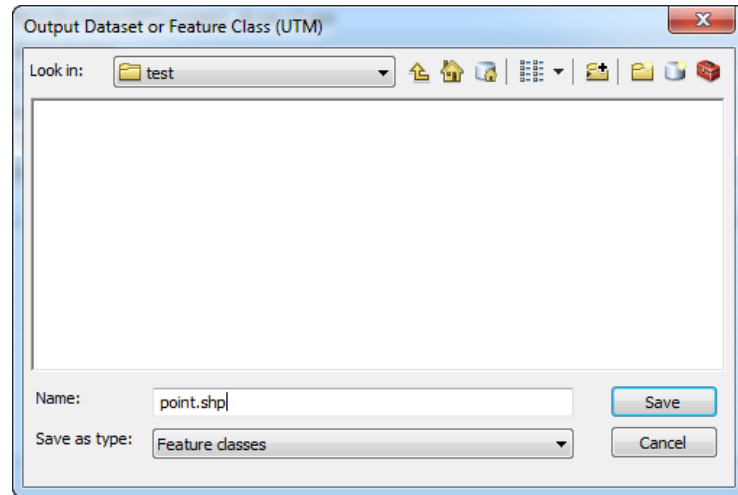 Output Dataset or Feature Class (UTM)
Look in: test
Name: point.shp
Save
Save as type: Feature classes
Cancel